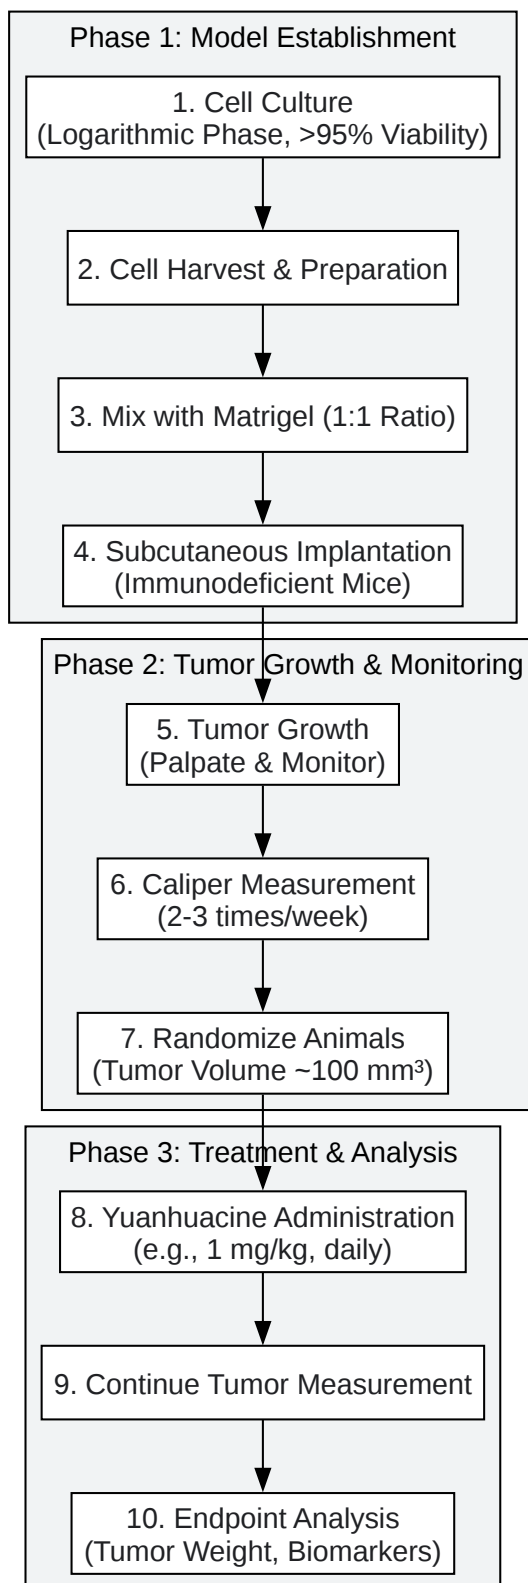 Phase 1: Model Establishment
1. Cell Culture
(Logarithmic Phase, >95% Viability)
2. Cell Harvest & Preparation
3. Mix with Matrigel (1:1 Ratio)
4. Subcutaneous Implantation
(Immunodeficient Mice)
Phase 2: Tumor Growth & Monitoring
5. Tumor Growth
(Palpate & Monitor)
6. Caliper Measurement
(2-3 times/week)
7. Randomize Animals
(Tumor Volume ~100 mm³)
Phase 3: Treatment & Analysis
8. Yuanhuacine Administration
(e.g., 1 mg/kg, daily)
9. Continue Tumor Measurement
10. Endpoint Analysis
(Tumor Weight, Biomarkers)